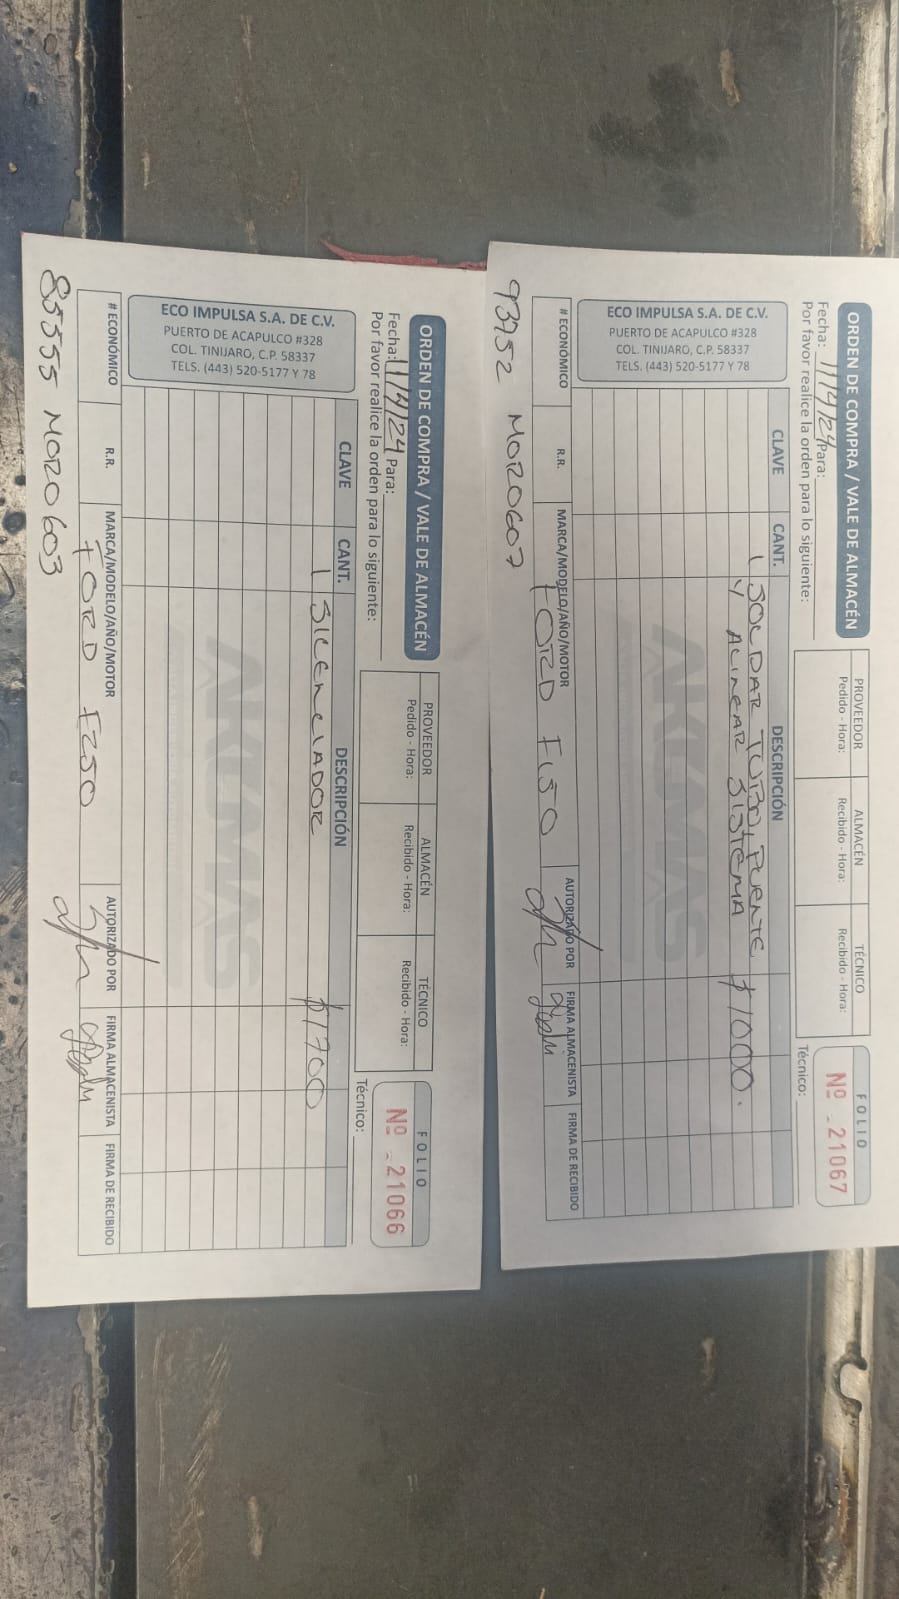 ORDEN DE COMPRA / VALE DE ALMACÉN
Fecha: 11/4/24 Para:
Por favor realice la orden para lo siguiente:
PROVEEDOR
Pedido - Hora:
ALMACÉN
Recibido - Hora:
TÉCNICO
Recibido - Hora:
FOLIO
Nº 21067
Técnico:
ECO IMPULSA S.A. DE C.V.
PUERTO DE ACAPULCO #328
COL. TINIJARO, C.P. 58337
TELS. (443) 520-5177 Y 78
CLAVE CANT. DESCRIPCIÓN
1 SOLDAR TUBO, PUENTE $1000.
Y ALINEAR SISTEMA
AKUMAS
# ECONÓMICO R.R. MARCA/MODELO/AÑO/MOTOR AUTORIZADO POR FIRMA ALMACENISTA FIRMA DE RECIBIDO
FORD F150
93752 MORO607
ORDEN DE COMPRA / VALE DE ALMACÉN
Fecha: 11/4/24 Para:
Por favor realice la orden para lo siguiente:
PROVEEDOR
Pedido - Hora:
ALMACÉN
Recibido - Hora:
TÉCNICO
Recibido - Hora:
FOLIO
Nº 21066
Técnico:
ECO IMPULSA S.A. DE C.V.
PUERTO DE ACAPULCO #328
COL. TINIJARO, C.P. 58337
TELS. (443) 520-5177 Y 78
CLAVE CANT. DESCRIPCIÓN
1 SILENCIADOR $1700
AKUMAS
# ECONÓMICO R.R. MARCA/MODELO/AÑO/MOTOR AUTORIZADO POR FIRMA ALMACENISTA FIRMA DE RECIBIDO
FORD F250
85555 MORO603